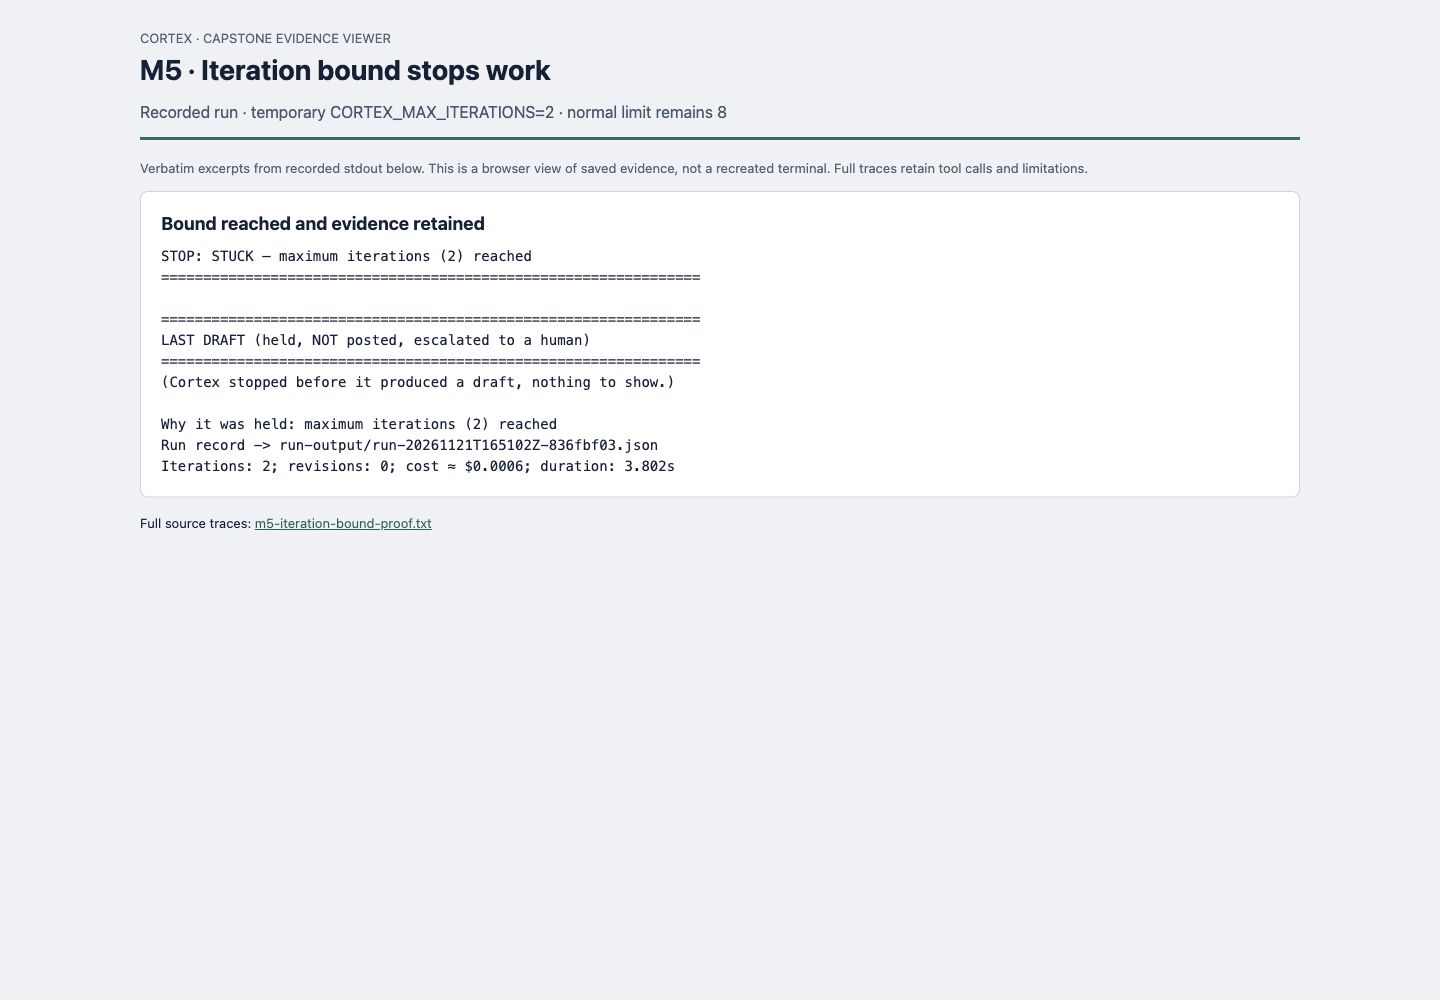 CORTEX · CAPSTONE EVIDENCE VIEWER
M5 · Iteration bound stops work
Recorded run · temporary CORTEX_MAX_ITERATIONS=2 · normal limit remains 8
Verbatim excerpts from recorded stdout below. This is a browser view of saved evidence, not a recreated terminal. Full traces retain tool calls and limitations.
Bound reached and evidence retained
STOP: STUCK — maximum iterations (2) reached
================================================================
================================================================
LAST DRAFT (held, NOT posted, escalated to a human)
================================================================
(Cortex stopped before it produced a draft, nothing to show.)
Why it was held: maximum iterations (2) reached
Run record -> run-output/run-20261121T165102Z-836fbf03.json
Iterations: 2; revisions: 0; cost ≈ $0.0006; duration: 3.802s
Full source traces: m5-iteration-bound-proof.txt